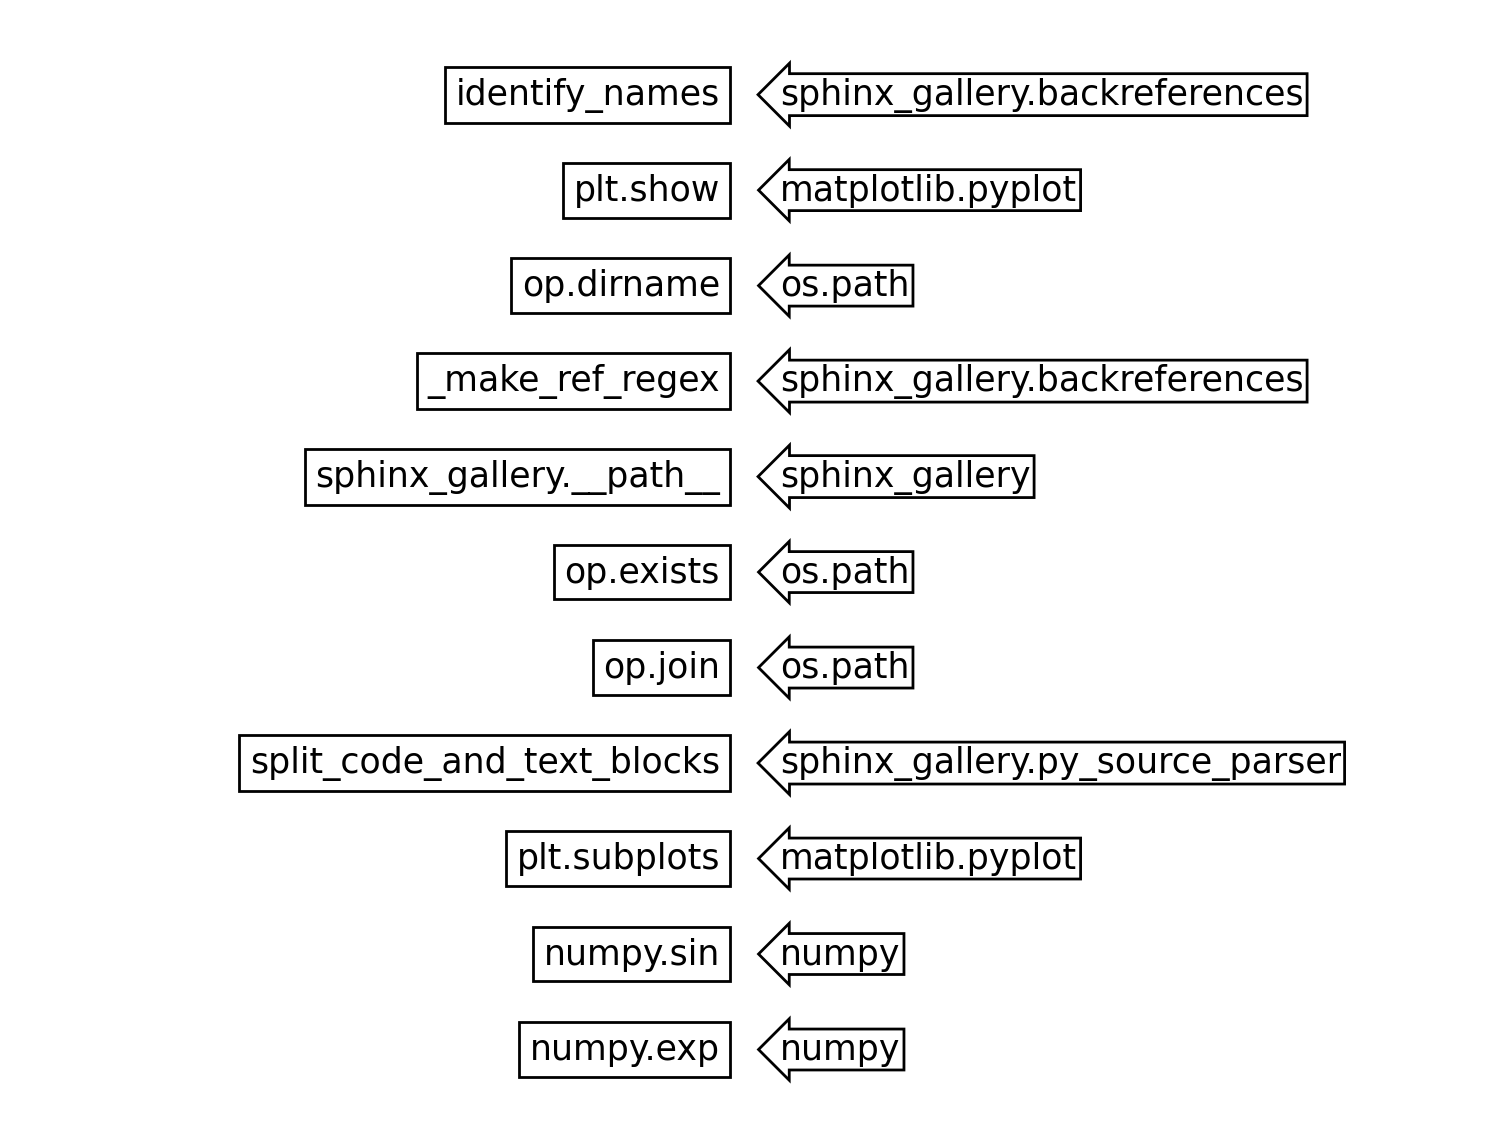 identify_names sphinx_gallery.backreferences
plt.show matplotlib.pyplot
op.dirname os.path
_make_ref_regex sphinx_gallery.backreferences
sphinx_gallery.__path__ sphinx_gallery
op.exists os.path
op.join os.path
split_code_and_text_blocks sphinx_gallery.py_source_parser
plt.subplots matplotlib.pyplot
numpy.sin numpy
numpy.exp numpy